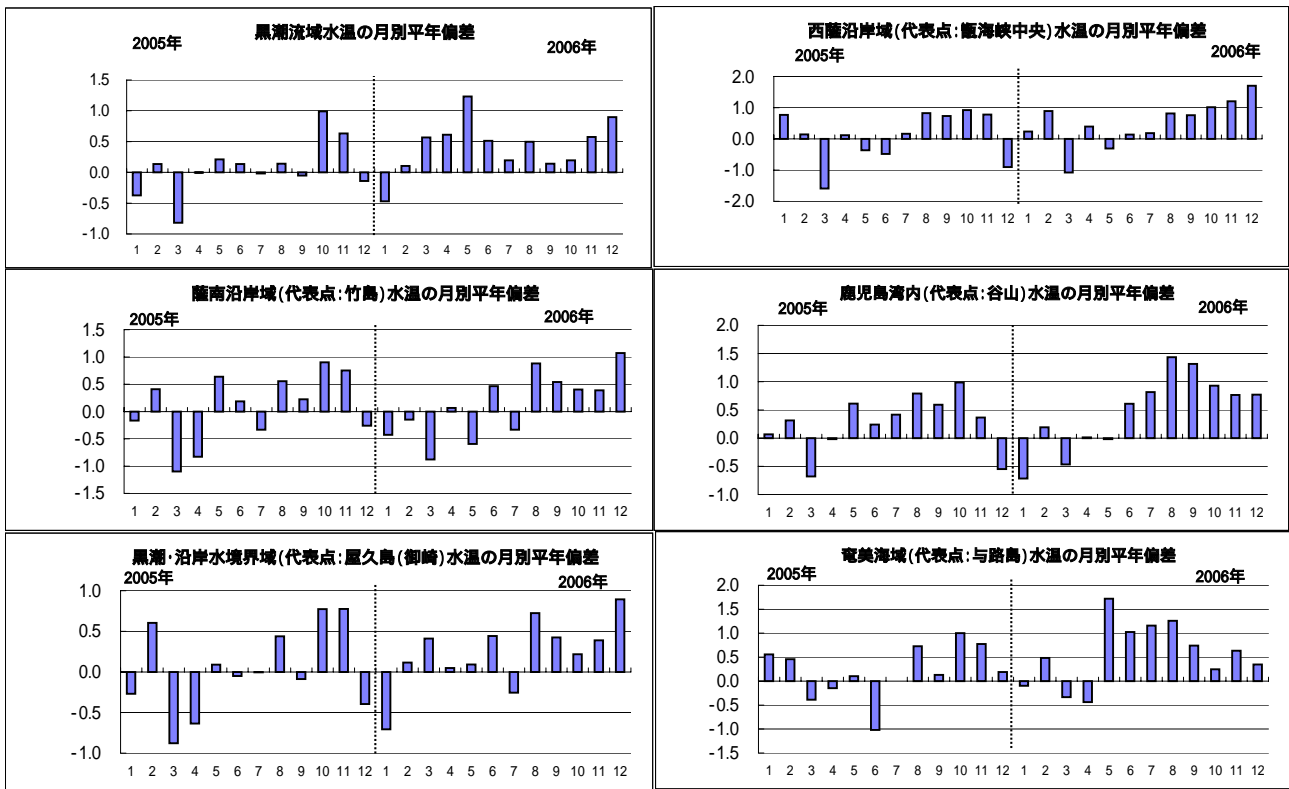 黒潮流域水温の月別平年偏差
2005年
2006年
1.5
1.0
0.5
0.0
-0.5
-1.0
1 2 3 4 5 6 7 8 9 10 11 12 1 2 3 4 5 6 7 8 9 10 11 12
西薩沿岸域(代表点:甑海峡中央)水温の月別平年偏差
2005年
2006年
2.0
1.0
0.0
-1.0
-2.0
1 2 3 4 5 6 7 8 9 10 11 12 1 2 3 4 5 6 7 8 9 10 11 12
薩南沿岸域(代表点:竹島)水温の月別平年偏差
2005年
2006年
1.5
1.0
0.5
0.0
-0.5
-1.0
-1.5
1 2 3 4 5 6 7 8 9 10 11 12 1 2 3 4 5 6 7 8 9 10 11 12
鹿児島湾内(代表点:谷山)水温の月別平年偏差
2005年
2006年
2.0
1.5
1.0
0.5
0.0
-0.5
-1.0
1 2 3 4 5 6 7 8 9 10 11 12 1 2 3 4 5 6 7 8 9 10 11 12
黒潮・沿岸水境界域(代表点:屋久島(御崎)水温の月別平年偏差
2005年
2006年
1.0
0.5
0.0
-0.5
-1.0
1 2 3 4 5 6 7 8 9 10 11 12 1 2 3 4 5 6 7 8 9 10 11 12
奄美海域(代表点:与路島)水温の月別平年偏差
2005年
2006年
2.0
1.5
1.0
0.5
0.0
-0.5
-1.0
-1.5
1 2 3 4 5 6 7 8 9 10 11 12 1 2 3 4 5 6 7 8 9 10 11 12